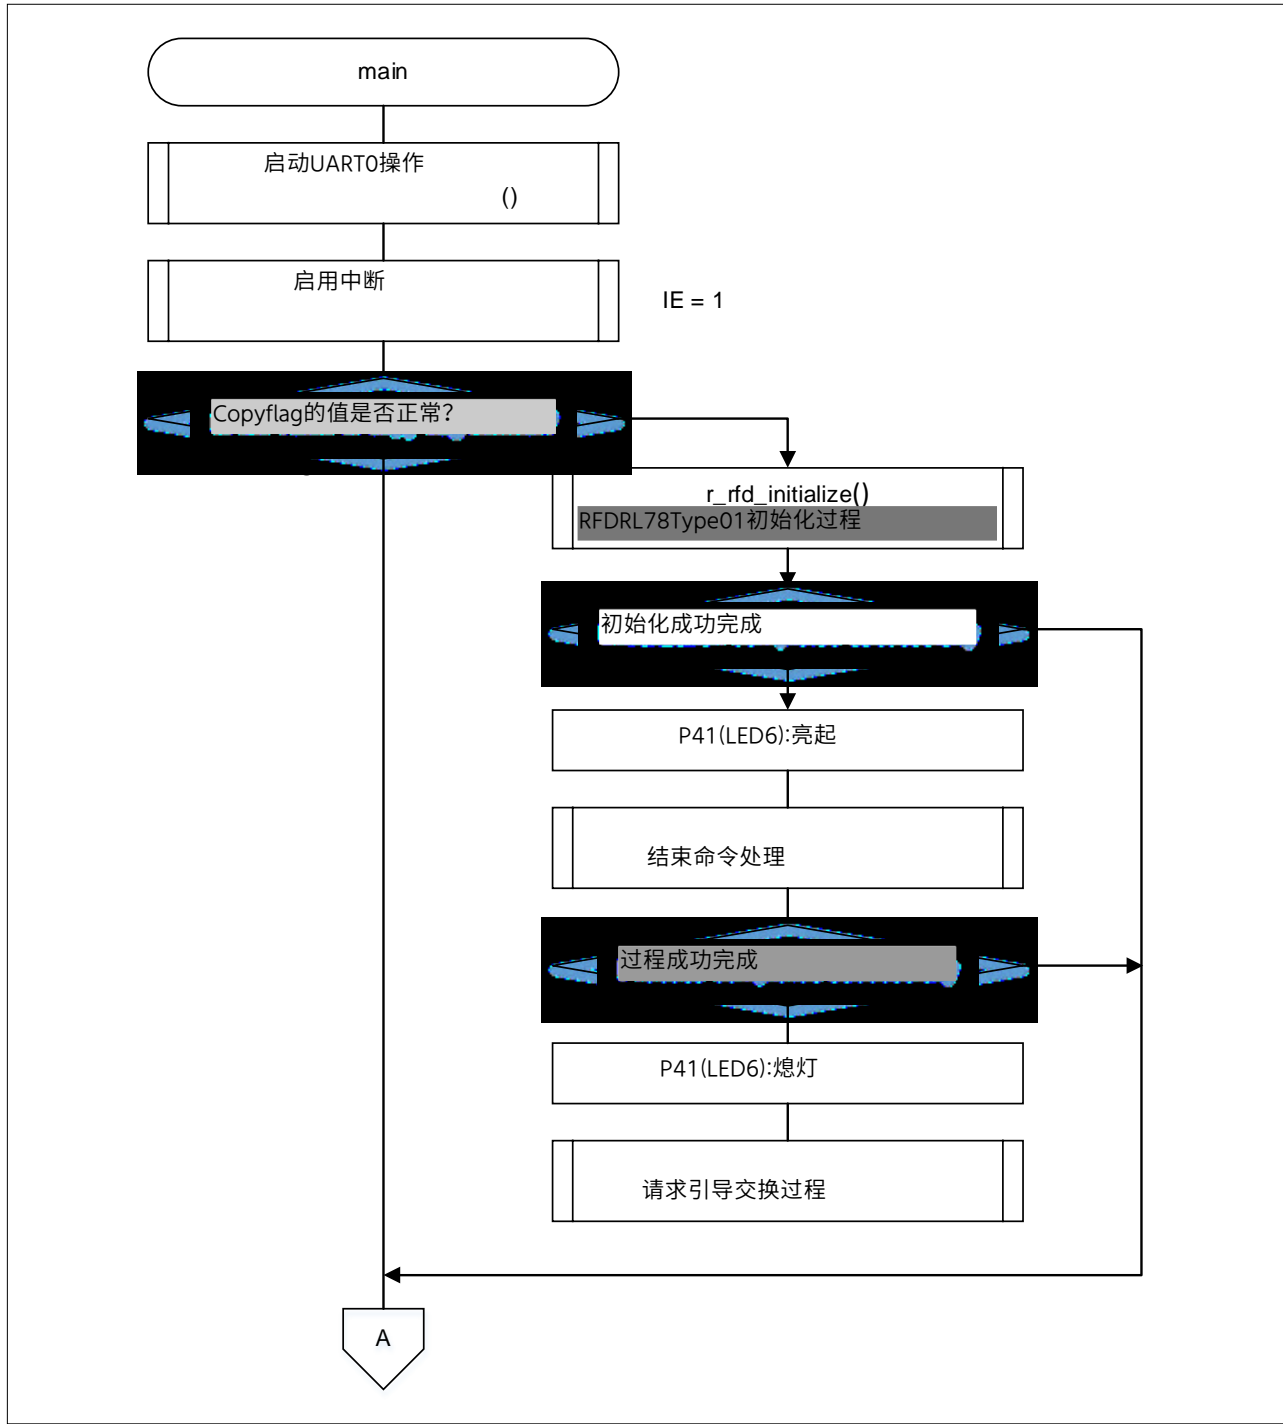 main
启动UART0操作
()
启用中断
IE = 1
Copyflag的值是否正常？
r_rfd_initialize()
RFDRL78Type01初始化过程
初始化成功完成
P41(LED6):亮起
结束命令处理
过程成功完成
P41(LED6):熄灯
请求引导交换过程
A